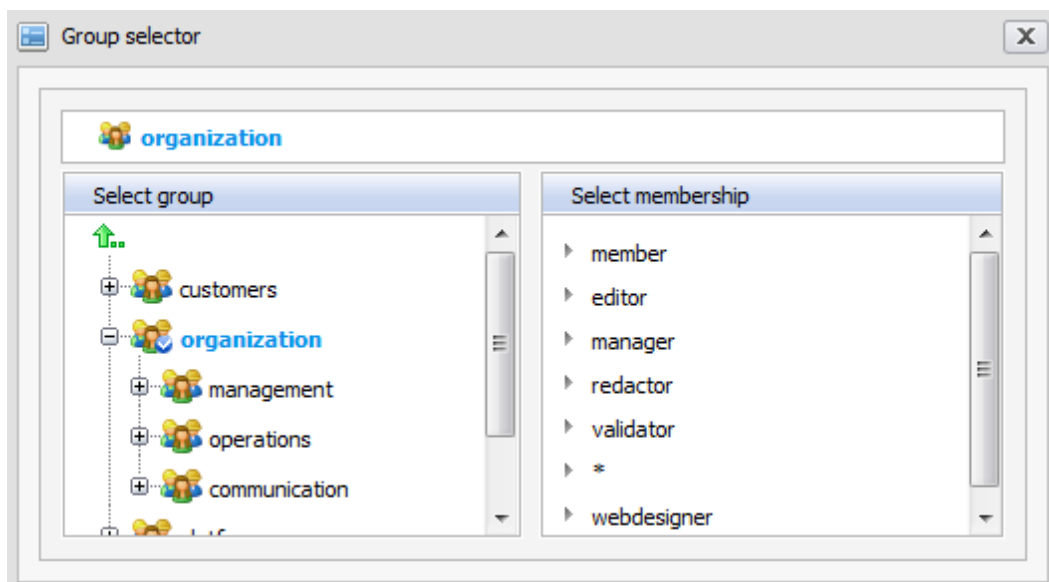 Group selector
organization
Select group
customers
organization
management
operations
communication
Select membership
member
editor
manager
redactor
validator
*
webdesigner